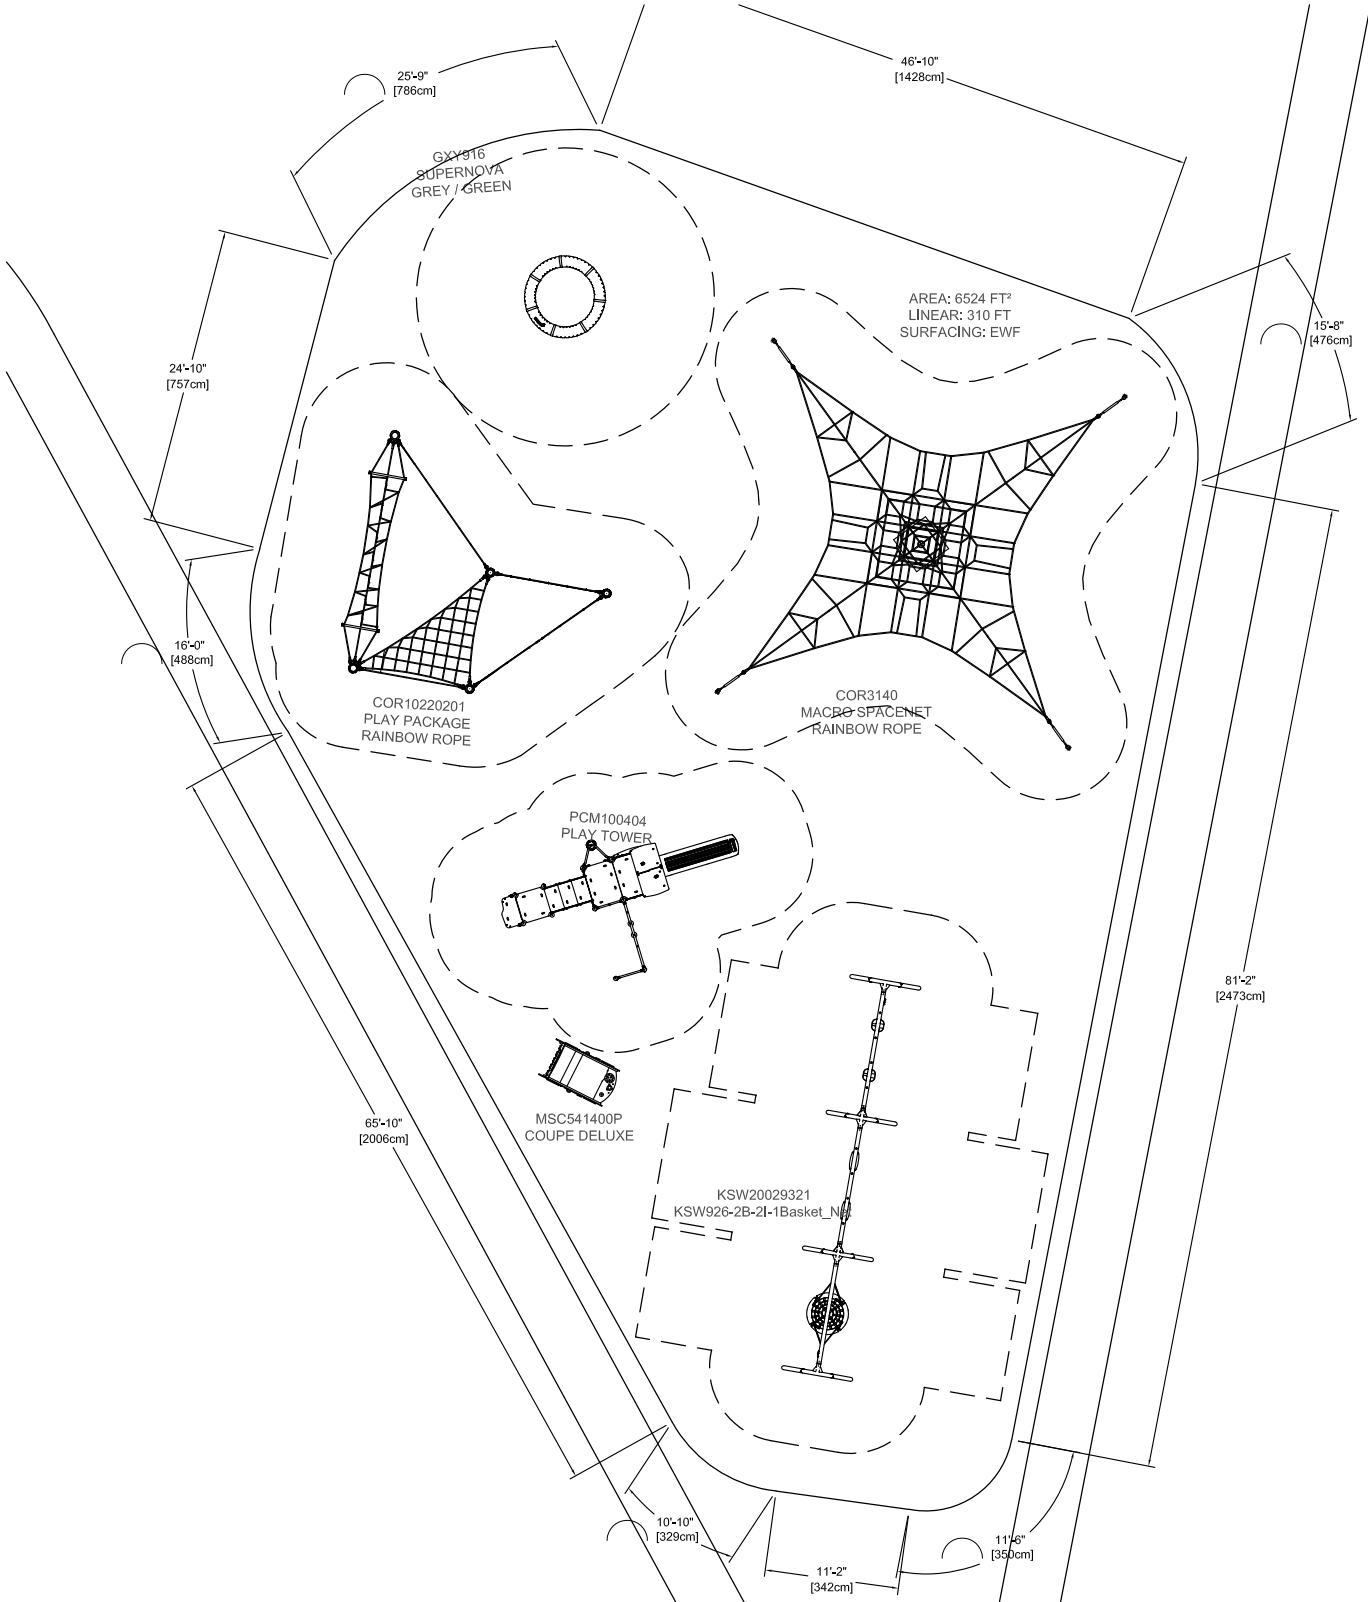 46'-10"
[1428cm]
25'-9"
[786cm]
GXY916
SUPERNOVA
GREY / GREEN
AREA: 6524 FT²
LINEAR: 310 FT
SURFACING: EWF
15'-8"
[476cm]
24'-10"
[757cm]
16'-0"
[488cm]
COR10220201
PLAY PACKAGE
RAINBOW ROPE
COR3140
MACRO SPACENET
RAINBOW ROPE
PCM100404
PLAY TOWER
81'-2"
[2473cm]
65'-10"
[2006cm]
MSC541400P
COUPE DELUXE
KSW20029321
KSW926-2B-2I-1Basket_Net
10'-10"
[329cm]
11'-6"
[350cm]
11'-2"
[342cm]